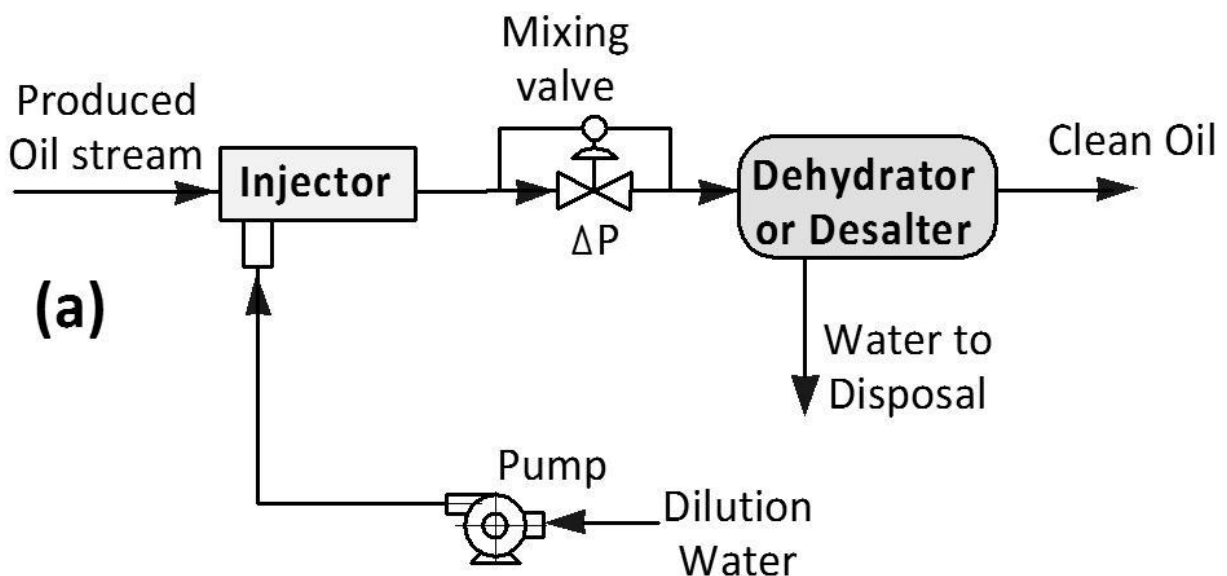 Mixing
valve
Produced
Oil stream
Injector
ΔP
Dehydrator
or Desalter
Clean Oil
(a)
Water to
Disposal
Pump
Dilution
Water